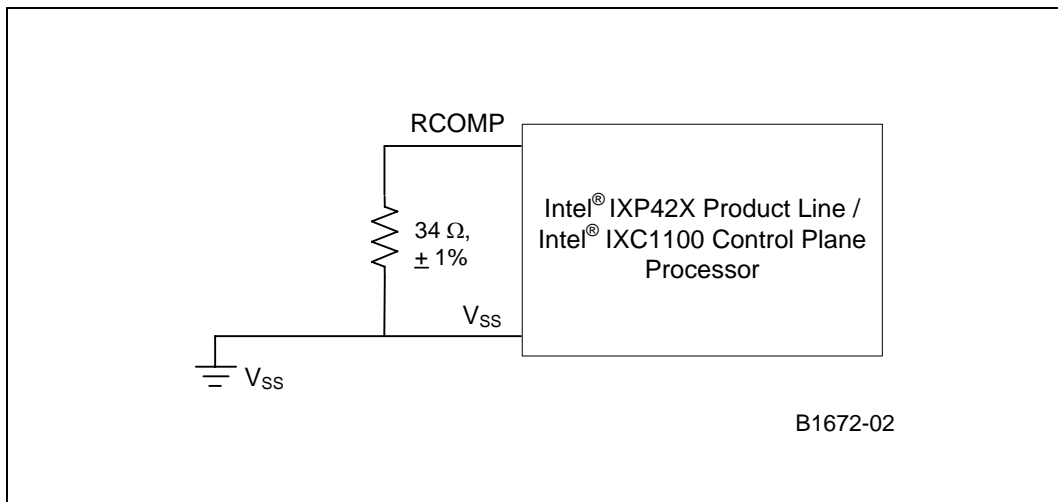 RCOMP
Intel® IXP42X Product Line /
Intel® IXC1100 Control Plane
Processor
34 Ω,
± 1%
VSS
VSS
B1672-02